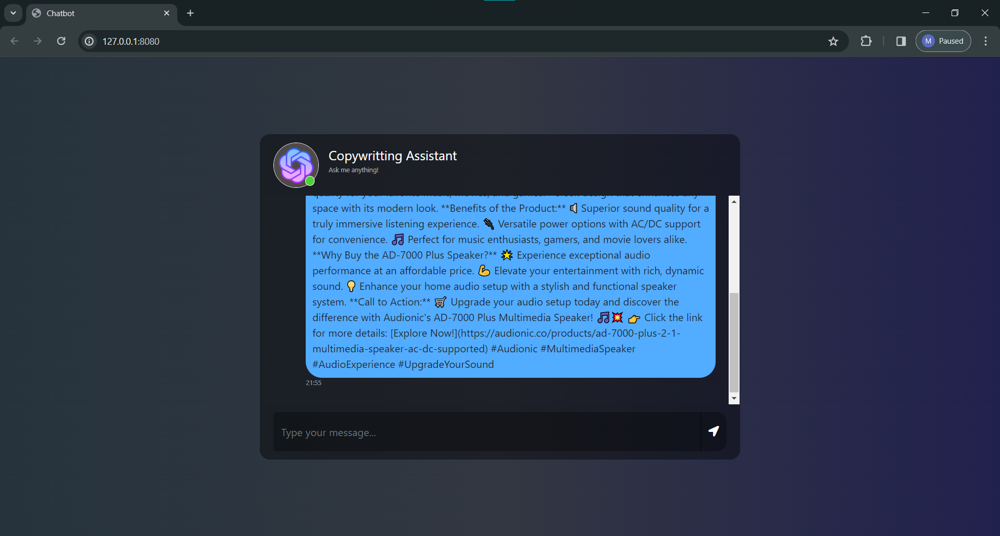 Chatbot
127.0.0.1:8080
M Paused
Copywritting Assistant
Ask me anything!
space with its modern look. **Benefits of the Product:** 🔈 Superior sound quality for a
truly immersive listening experience. 🔌 Versatile power options with AC/DC support
for convenience. 🎵 Perfect for music enthusiasts, gamers, and movie lovers alike.
**Why Buy the AD-7000 Plus Speaker?** 🌟 Experience exceptional audio
performance at an affordable price. 💪 Elevate your entertainment with rich, dynamic
sound. 💡 Enhance your home audio setup with a stylish and functional speaker
system. **Call to Action:** 🛒 Upgrade your audio setup today and discover the
difference with Audionic's AD-7000 Plus Multimedia Speaker! 🎵💥 👉 Click the link
for more details: [Explore Now!](https://audionic.co/products/ad-7000-plus-2-1-
multimedia-speaker-ac-dc-supported) #Audionic #MultimediaSpeaker
#AudioExperience #UpgradeYourSound
21:55
Type your message...